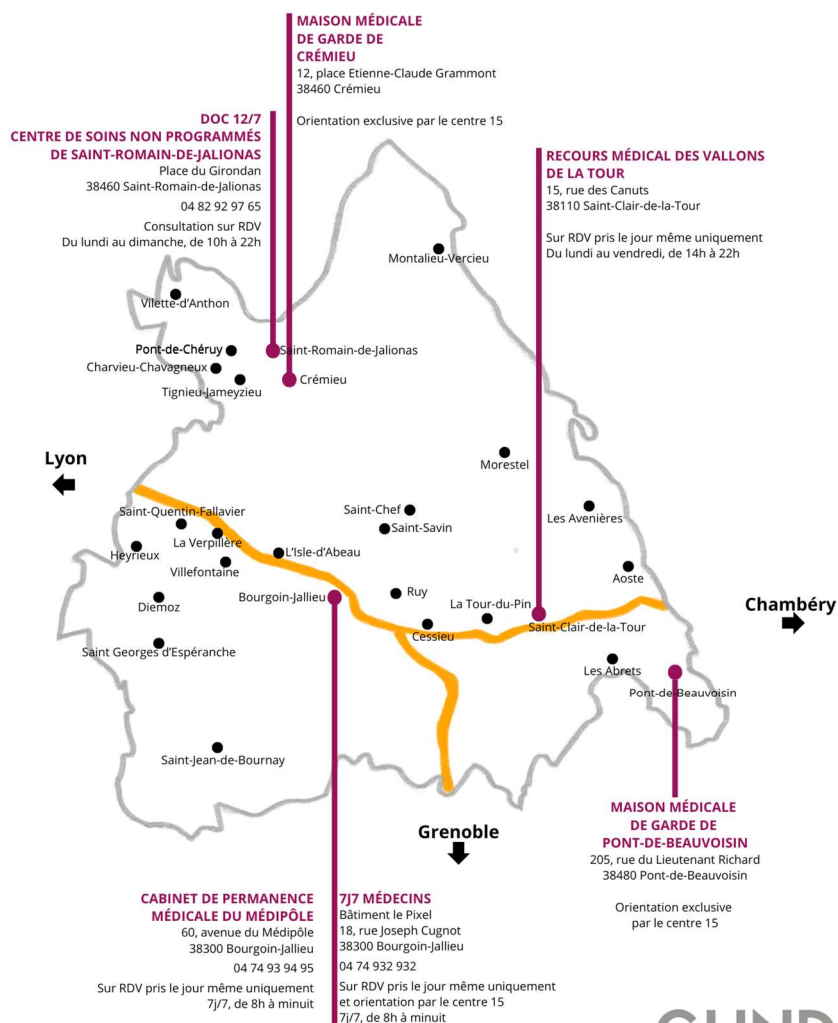 MAISON MÉDICALE
DE GARDE DE
CRÉMIEU
12, place Etienne-Claude Grammont
38460 Crémieu
Orientation exclusive par le centre 15
DOC 12/7
CENTRE DE SOINS NON PROGRAMMÉS
DE SAINT-ROMAIN-DE-JALIONAS
Place du Girondan
38460 Saint-Romain-de-Jalionas
04 82 92 97 65
Consultation sur RDV
Du lundi au dimanche, de 10h à 22h
RECOURS MÉDICAL DES VALLONS
DE LA TOUR
15, rue des Canuts
38110 Saint-Clair-de-la-Tour
Sur RDV pris le jour même uniquement
Du lundi au vendredi, de 14h à 22h
Montalieu-Vercieu
Vilette-d'Anthon
Pont-de-Chéruy
Saint-Romain-de-Jalionas
Charvieu-Chavagneux
Crémieu
Tignieu-Jameyzieu
Lyon
Morestel
Saint-Quentin-Fallavier
Saint-Chef
Les Avenières
Saint-Savin
La Verpillère
Heyrieux
L'Isle-d'Abeau
Villefontaine
Aoste
Bourgoin-Jallieu
Ruy
La Tour-du-Pin
Chambéry
Diemoz
Saint-Clair-de-la-Tour
Cessieu
Saint Georges d'Espéranche
Les Abrets
Pont-de-Beauvoisin
Saint-Jean-de-Bournay
Grenoble
MAISON MÉDICALE
DE GARDE DE
PONT-DE-BEAUVOISIN
205, rue du Lieutenant Richard
38480 Pont-de-Beauvoisin
Orientation exclusive
par le centre 15
CABINET DE PERMANENCE
MÉDICALE DU MÉDIPÔLE
60, avenue du Médipôle
38300 Bourgoin-Jallieu
04 74 93 94 95
Sur RDV pris le jour même uniquement
7j/7, de 8h à minuit
7J7 MÉDECINS
Bâtiment le Pixel
18, rue Joseph Cugnot
38300 Bourgoin-Jallieu
04 74 932 932
Sur RDV pris le jour même uniquement
et orientation par le centre 15
7j/7, de 8h à minuit